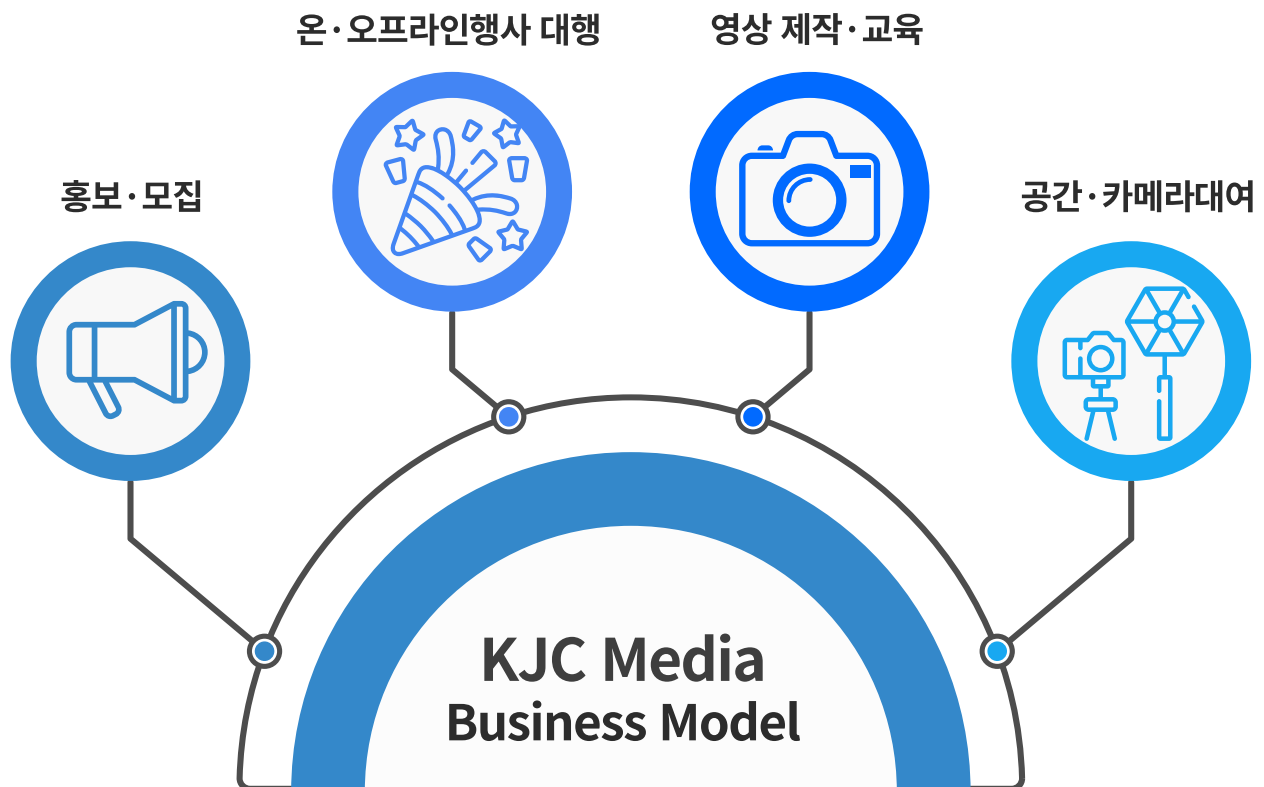 온·오프라인행사 대행
영상 제작·교육
홍보·모집
공간·카메라대여
KJC Media
Business Model